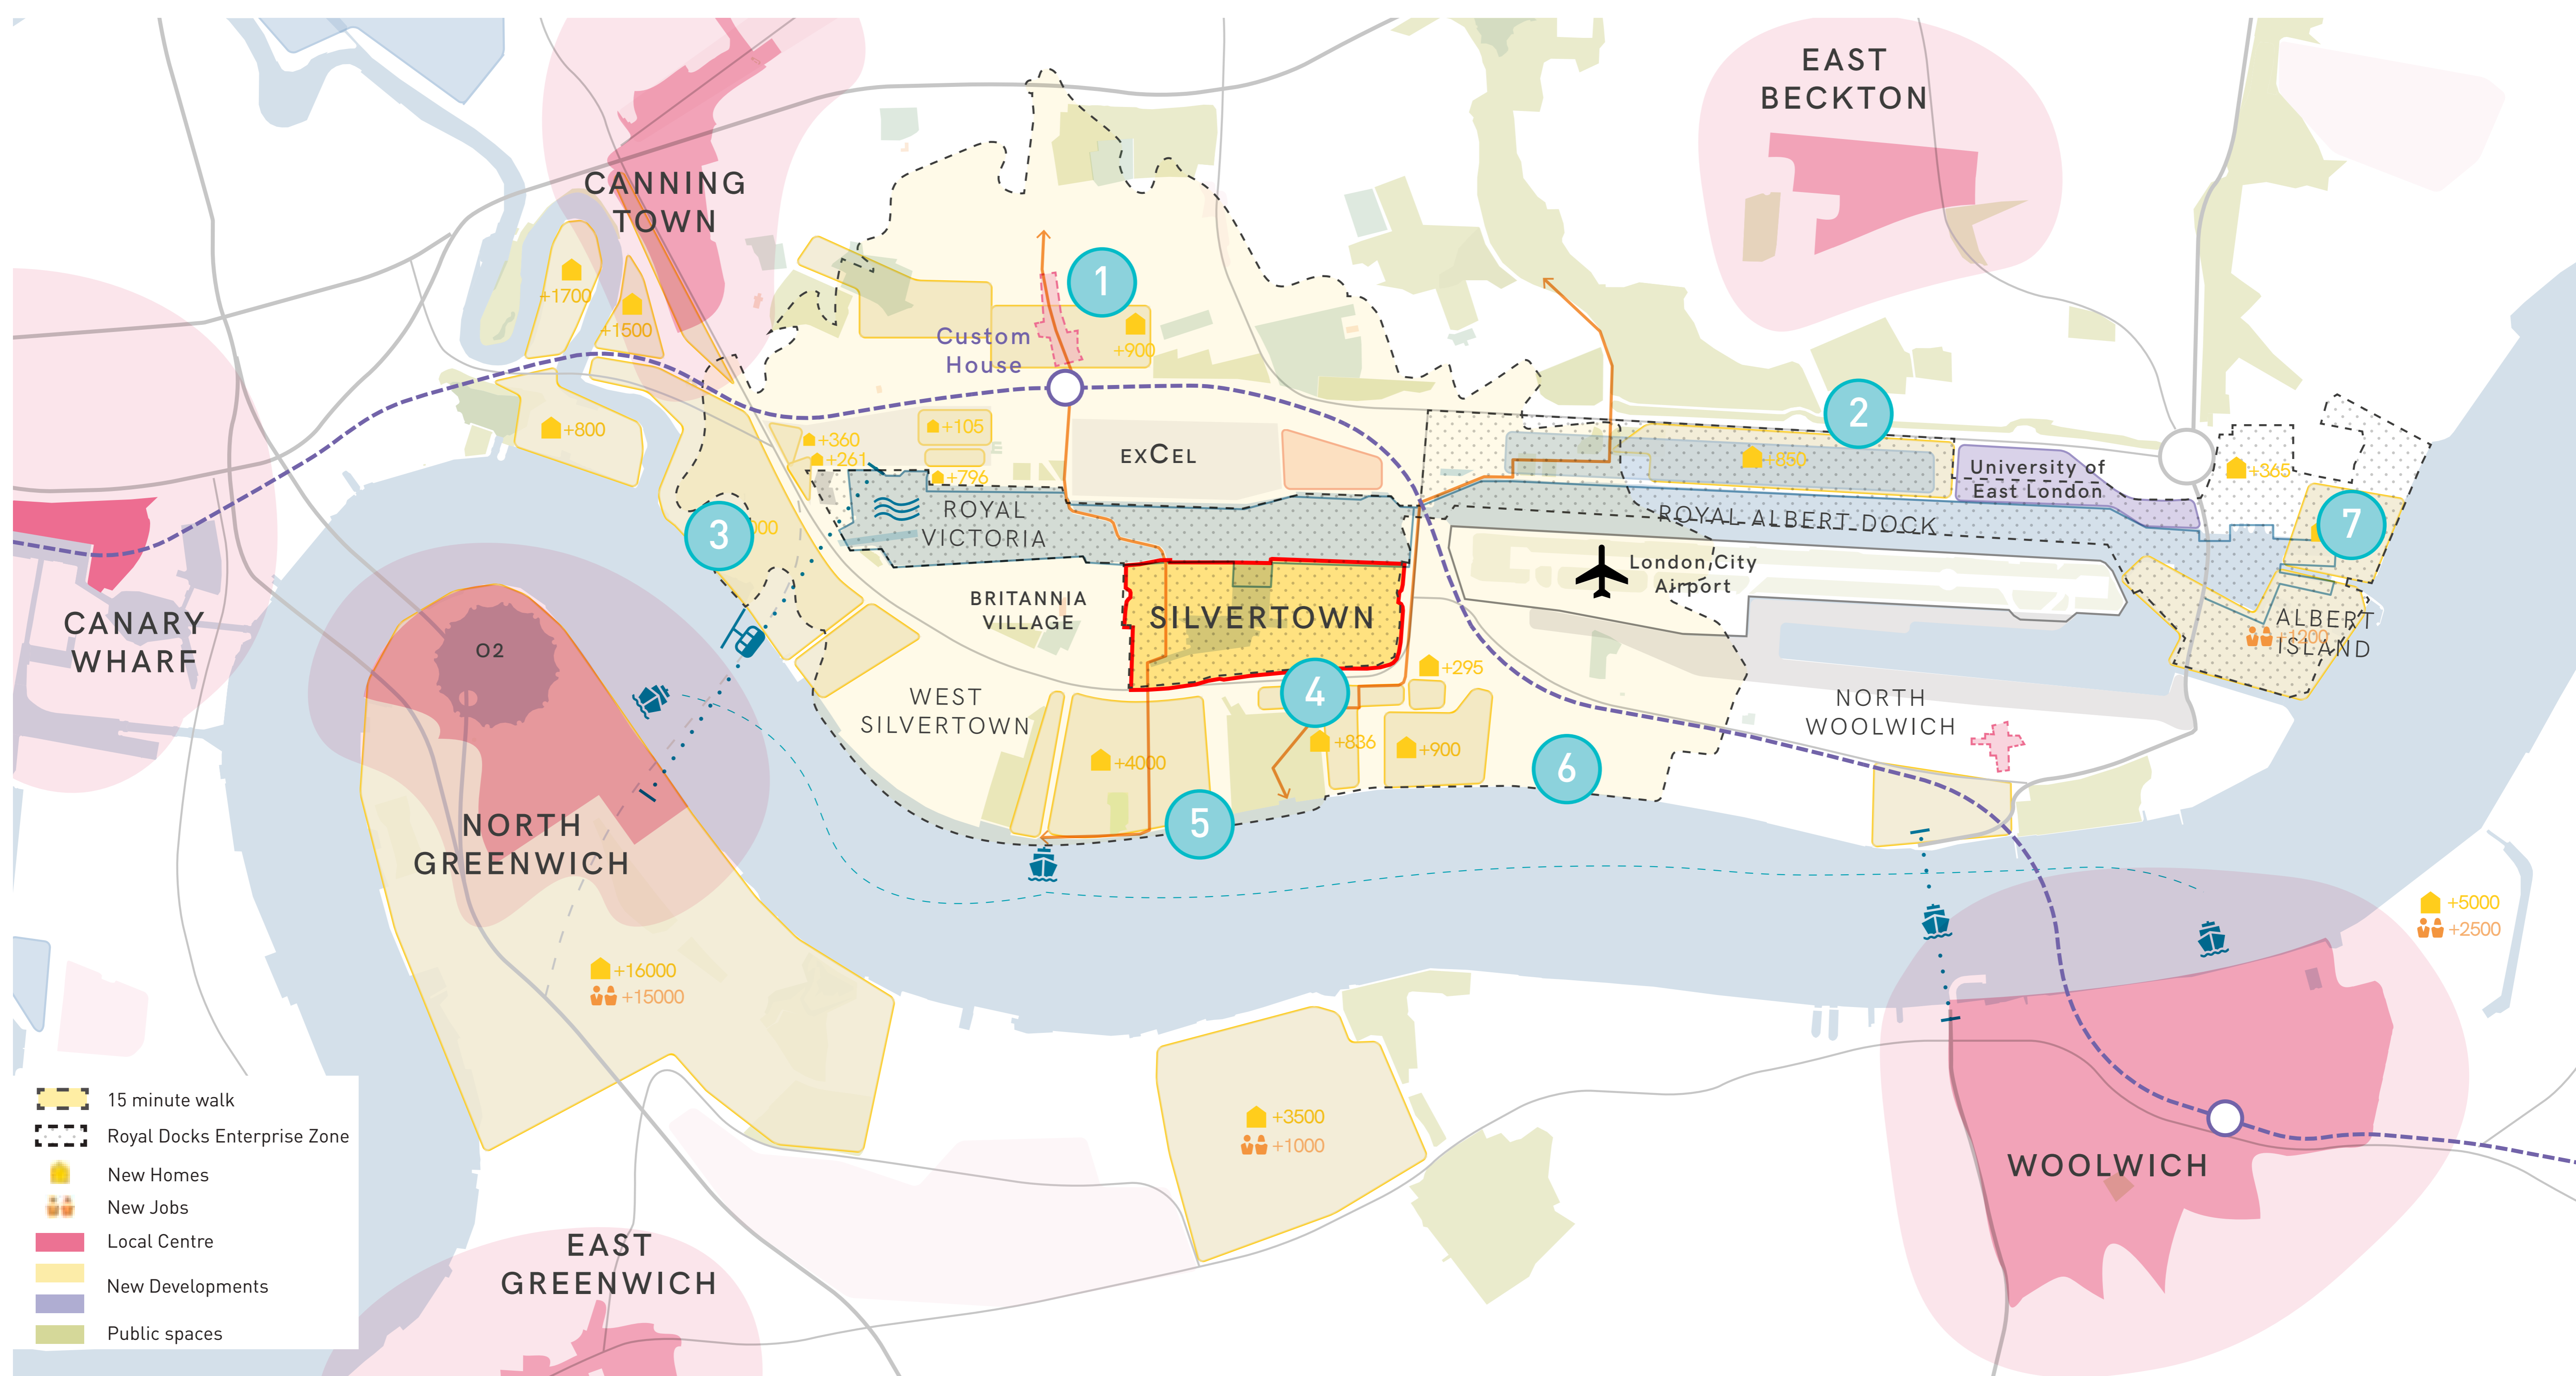 EAST
BECKTON
CANNING
TOWN
1
+1700
+1500
Custom
House
+900
2
+800
+360
+261
+105
+796
EXCEL
+850
University of
East London
+365
3
000
ROYAL
VICTORIA
ROYAL ALBERT DOCK
7
London City
Airport
BRITANNIA
VILLAGE
SILVERTOWN
CANARY
WHARF
O2
ALBERT
ISLAND
+1200
4
+295
WEST
SILVERTOWN
NORTH
WOOLWICH
+4000
+836
+900
6
5
NORTH
GREENWICH
+5000
+2500
+16000
+15000
+3500
+1000
WOOLWICH
EAST
GREENWICH
15 minute walk
Royal Docks Enterprise Zone
New Homes
New Jobs
Local Centre
New Developments
Public spaces